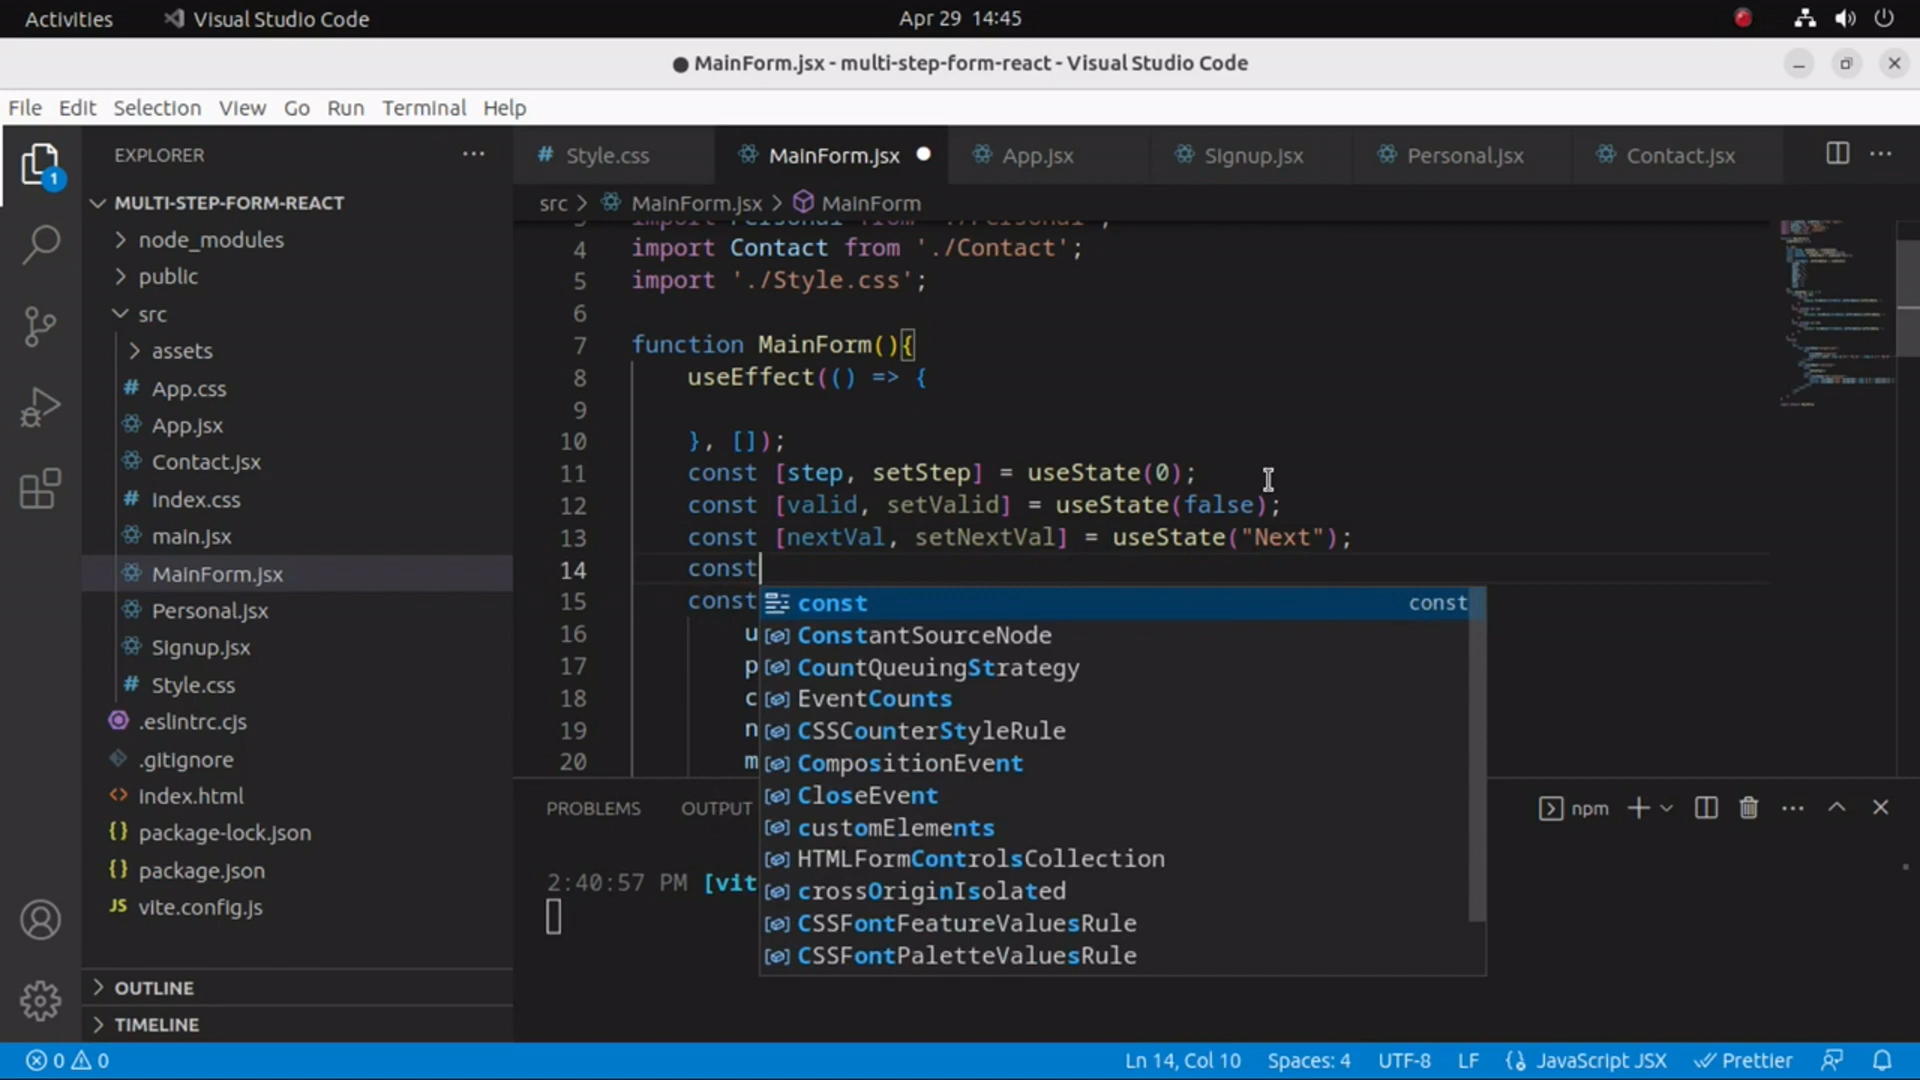 Activities
Visual Studio Code
Apr 29 14:45
MainForm.jsx - multi-step-form-react - Visual Studio Code
File Edit Selection View Go Run Terminal Help
1
EXPLORER
MULTI-STEP-FORM-REACT
node_modules
public
src
assets
App.css
App.jsx
Contact.jsx
Index.css
main.jsx
MainForm.jsx
Personal.jsx
Signup.jsx
Style.css
.eslintrc.cjs
.gitignore
index.html
package-lock.json
package.json
vite.config.js
OUTLINE
TIMELINE
Style.css
MainForm.jsx
App.jsx
Signup.jsx
Personal.jsx
Contact.jsx
src > MainForm.jsx > MainForm
4 import Contact from './Contact';
5 import './Style.css';
6
7 function MainForm(){
8 useEffect(() => {
9
10 }, []);
11 const [step, setStep] = useState(0);
12 const [valid, setValid] = useState(false);
13 const [nextVal, setNextVal] = useState("Next");
14 const
15 const
16 u
17 p
18 c
19 n
20 m
const const
ConstantSourceNode
CountQueuingStrategy
EventCounts
CSSCounterStyleRule
CompositionEvent
CloseEvent
customElements
HTMLFormControlsCollection
crossOriginIsolated
CSSFontFeatureValuesRule
CSSFontPaletteValuesRule
PROBLEMS OUTPUT
npm
2:40:57 PM [vit
0 0
Ln 14, Col 10
Spaces: 4
UTF-8
LF
JavaScript JSX
Prettier